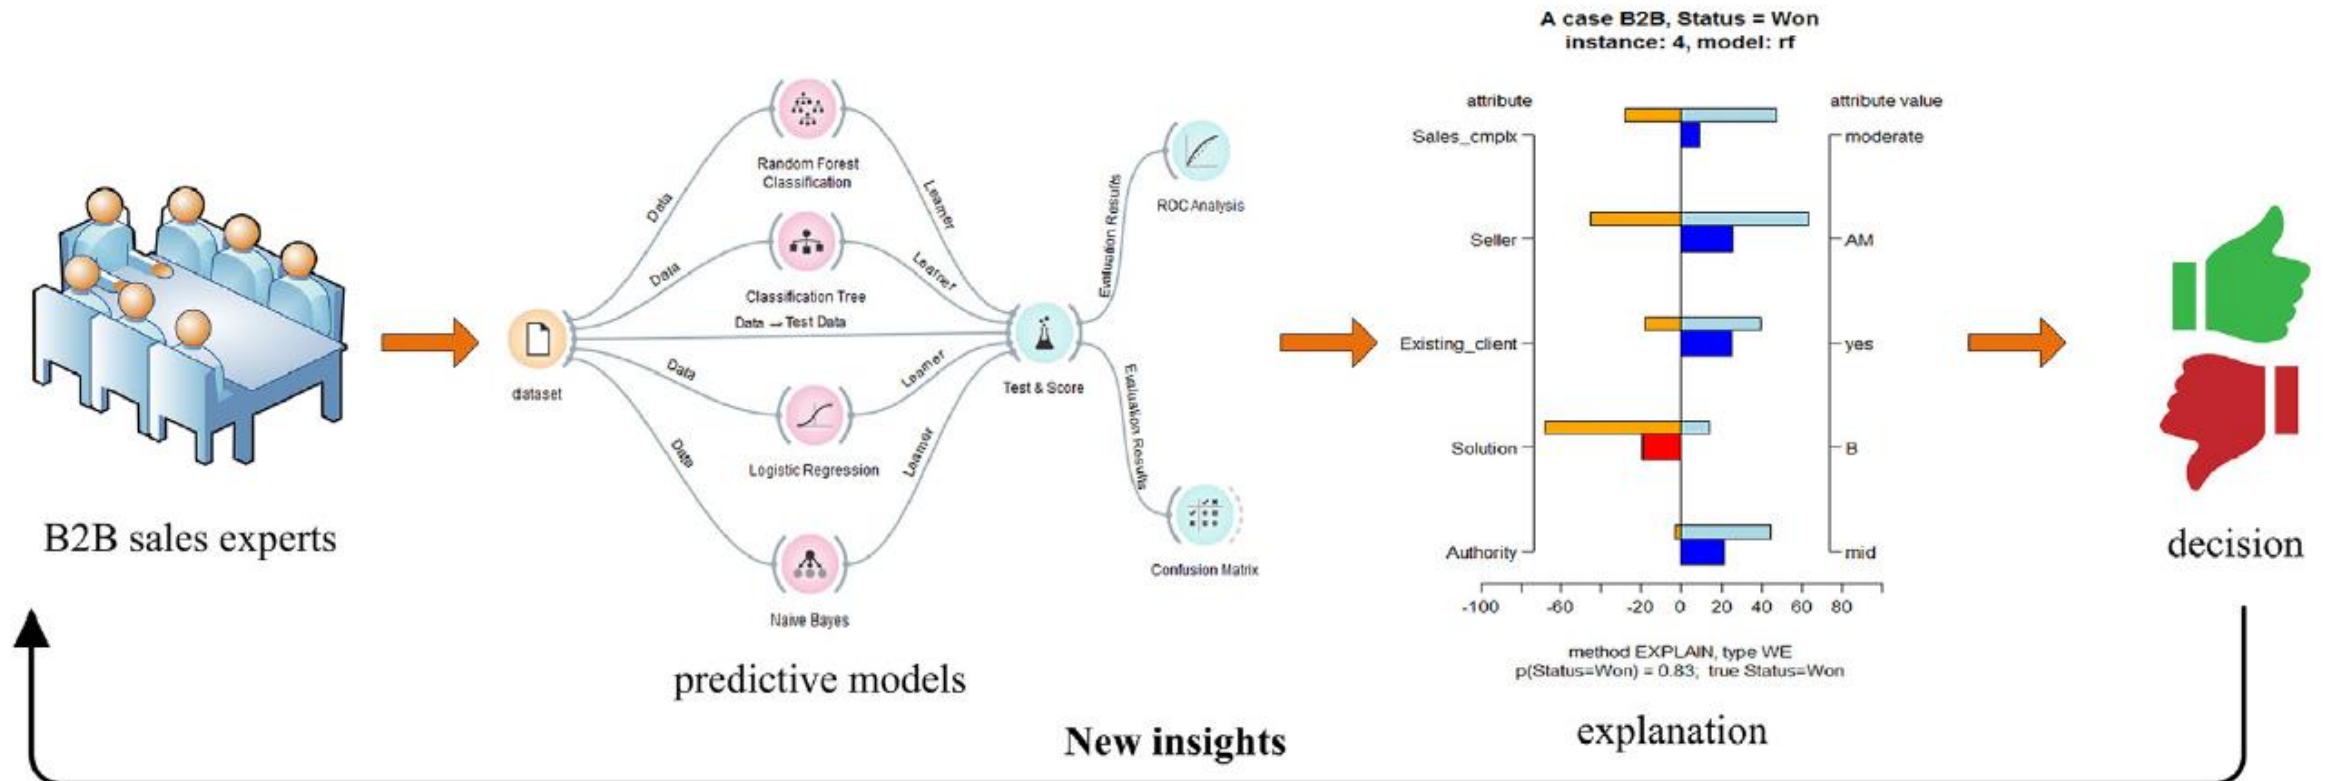 B2B sales experts
dataset
Data
Data
Data → Test Data
Data
Data
Random Forest
Classification
Classification Tree
Logistic Regression
Naive Bayes
Learner
Learner
Learner
Learner
Test & Score
Evaluation Results
Evaluation Results
ROC Analysis
Confusion Matrix
predictive models
A case B2B, Status = Won
instance: 4, model: rf
attribute
attribute value
Sales_cmplx
moderate
Seller
AM
Existing_client
yes
Solution
B
Authority
mid
-100 -60 -20 0 20 40 60 80
method EXPLAIN, type WE
p(Status=Won) = 0.83; true Status=Won
explanation
decision
New insights